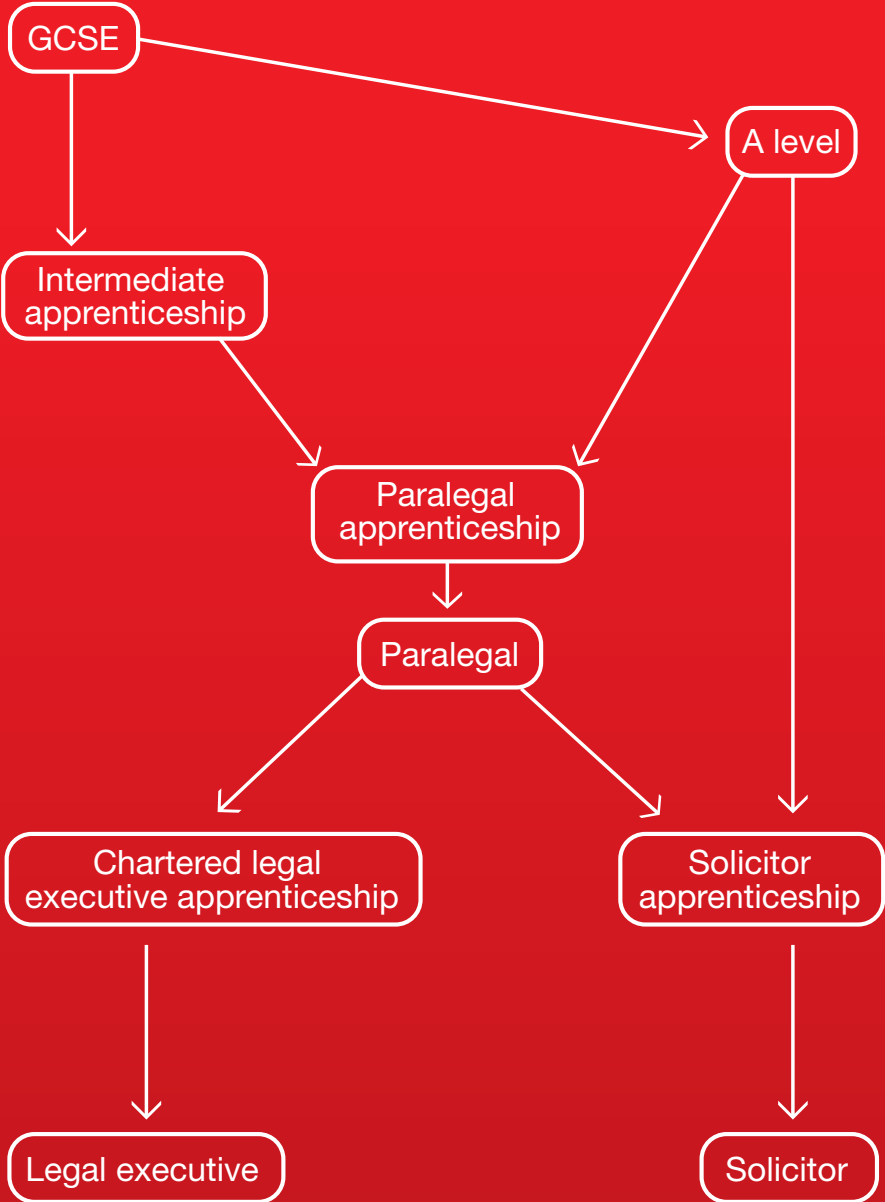 GCSE
A level
Intermediate
apprenticeship
Paralegal
apprenticeship
Paralegal
Chartered legal
executive apprenticeship
Solicitor
apprenticeship
Legal executive
Solicitor